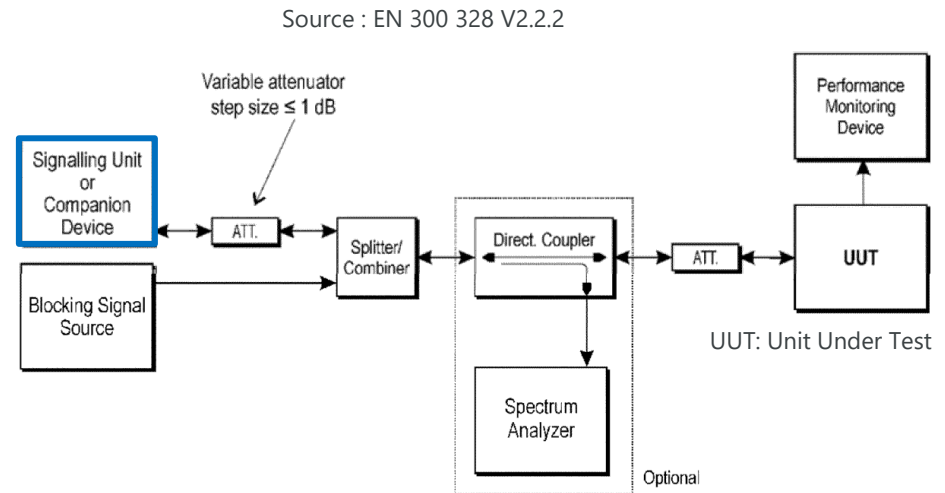 Source : EN 300 328 V2.2.2
Variable attenuator
step size ≤ 1 dB
Performance
Monitoring
Device
Signalling Unit
or
Companion
Device
ATT.
Splitter/
Combiner
Direct. Coupler
ATT.
UUT
Blocking Signal
Source
UUT: Unit Under Test
Spectrum
Analyzer
Optional